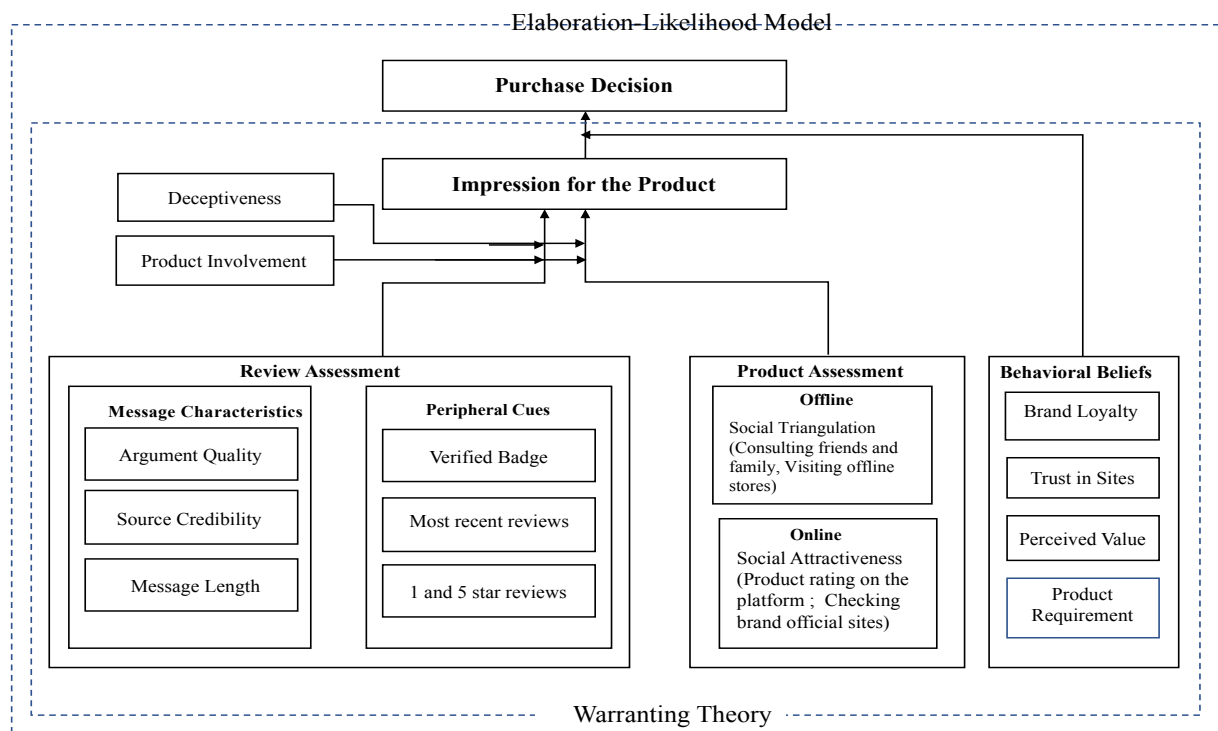 Elaboration-Likelihood Model
Purchase Decision
Impression for the Product
Deceptiveness
Product Involvement
Review Assessment
Message Characteristics
Argument Quality
Source Credibility
Message Length
Peripheral Cues
Verified Badge
Most recent reviews
1 and 5 star reviews
Product Assessment
Offline
Social Triangulation
(Consulting friends and
family, Visiting offline
stores)
Online
Social Attractiveness
(Product rating on the
platform ; Checking
brand official sites)
Behavioral Beliefs
Brand Loyalty
Trust in Sites
Perceived Value
Product
Requirement
Warranting Theory